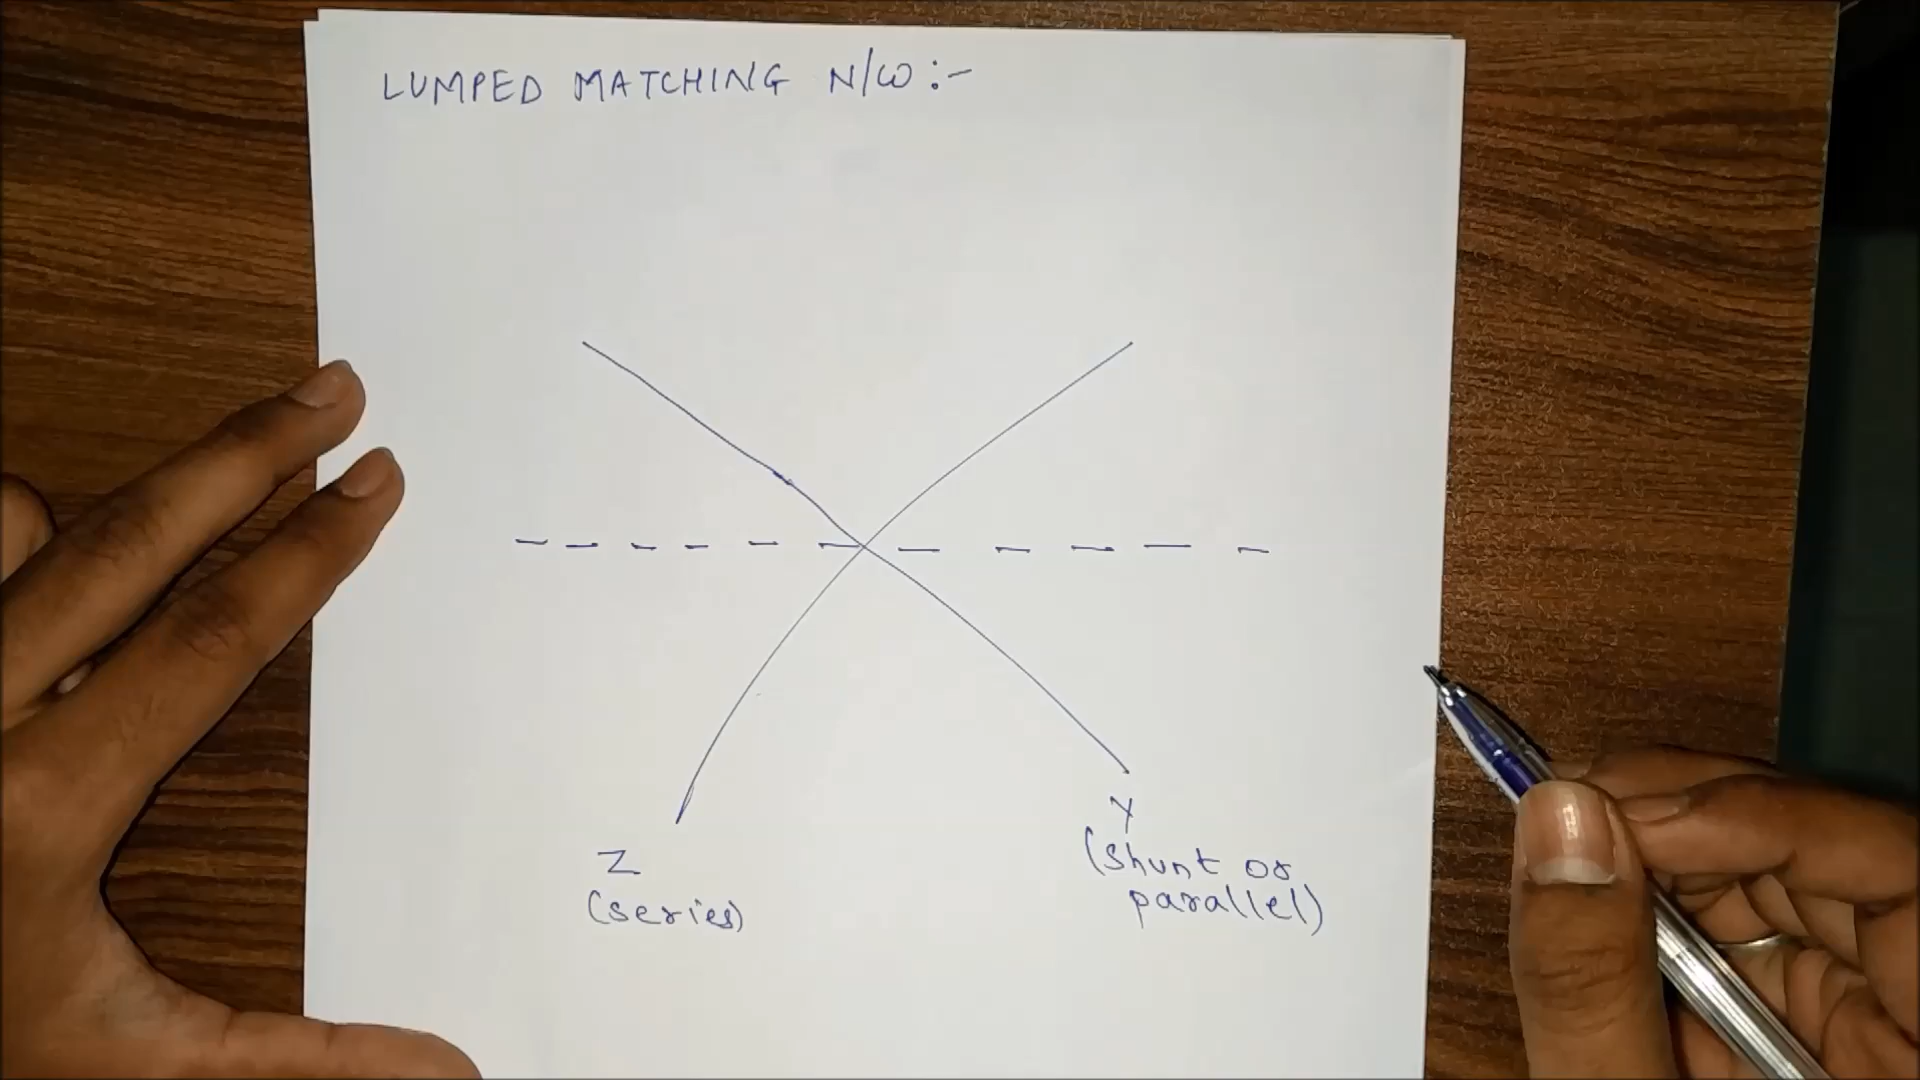 LUMPED MATCHING N/W :-
Z
(series)
Y
(shunt or
parallel)